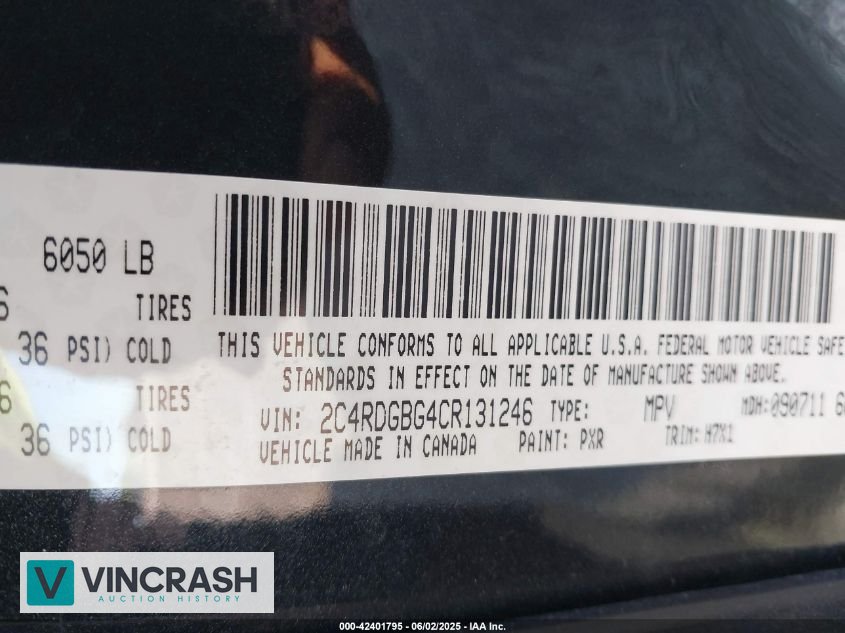 6050 LB
TIRES
36 PSI) COLD
TIRES
36 PSI) COLD
THIS VEHICLE CONFORMS TO ALL APPLICABLE U.S.A. FEDERAL MOTOR VEHICLE SAFE
STANDARDS IN EFFECT ON THE DATE OF MANUFACTURE SHOWN ABOVE.
VIN: 2C4RDGBG4CR131246 TYPE: MPV MDH:090711
VEHICLE MADE IN CANADA PAINT: PXR TRIM: H7X1
V VINCRASH
AUCTION HISTORY
000-42401795 - 06/02/2025 - IAA Inc.